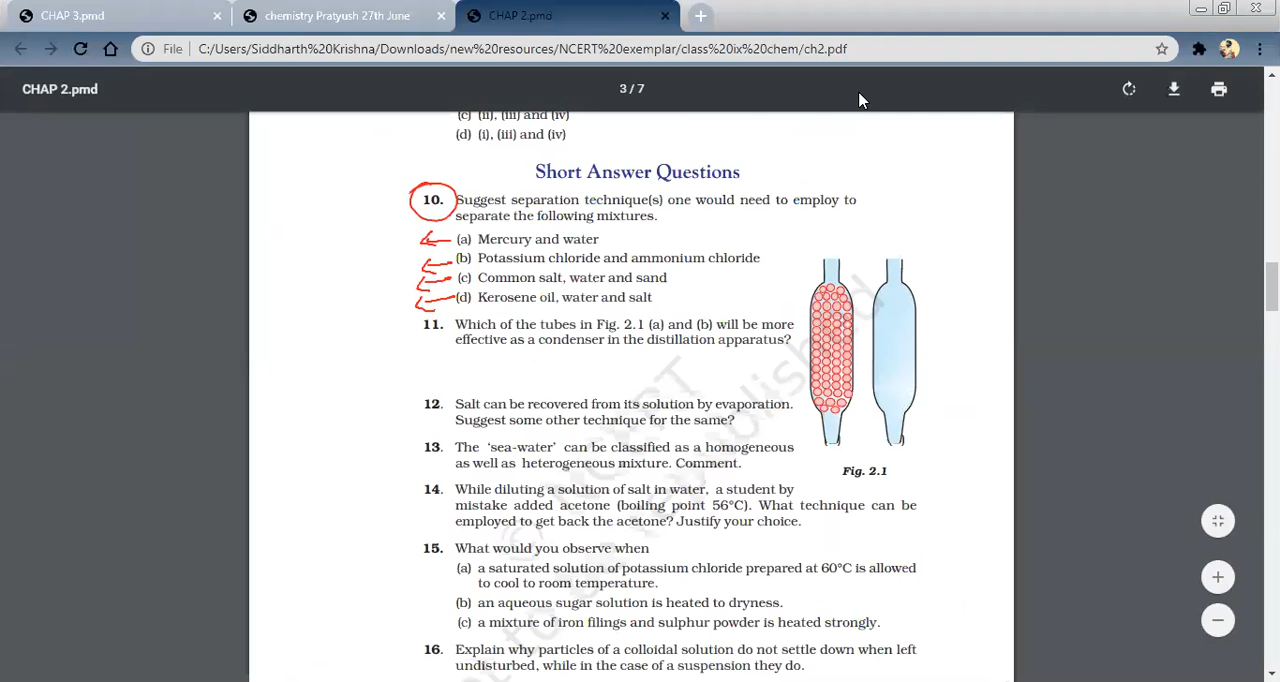 CHAP 3.pmd
chemistry Pratyush 27th June
CHAP 2.pmd
File
C:/Users/Siddharth%20Krishna/Downloads/new%20resources/NCERT%20exemplar/class%20ix%20chem/ch2.pdf
CHAP 2.pmd
3 / 7
(c) (ii), (iii) and (iv)
(d) (i), (iii) and (iv)
Short Answer Questions
10. Suggest separation technique(s) one would need to employ to
separate the following mixtures.
(a) Mercury and water
(b) Potassium chloride and ammonium chloride
(c) Common salt, water and sand
(d) Kerosene oil, water and salt
11. Which of the tubes in Fig. 2.1 (a) and (b) will be more
effective as a condenser in the distillation apparatus?
12. Salt can be recovered from its solution by evaporation.
Suggest some other technique for the same?
13. The ‘sea-water’ can be classified as a homogeneous
as well as heterogeneous mixture. Comment.
Fig. 2.1
14. While diluting a solution of salt in water, a student by
mistake added acetone (boiling point 56°C). What technique can be
employed to get back the acetone? Justify your choice.
15. What would you observe when
(a) a saturated solution of potassium chloride prepared at 60°C is allowed
to cool to room temperature.
(b) an aqueous sugar solution is heated to dryness.
(c) a mixture of iron filings and sulphur powder is heated strongly.
16. Explain why particles of a colloidal solution do not settle down when left
undisturbed, while in the case of a suspension they do.